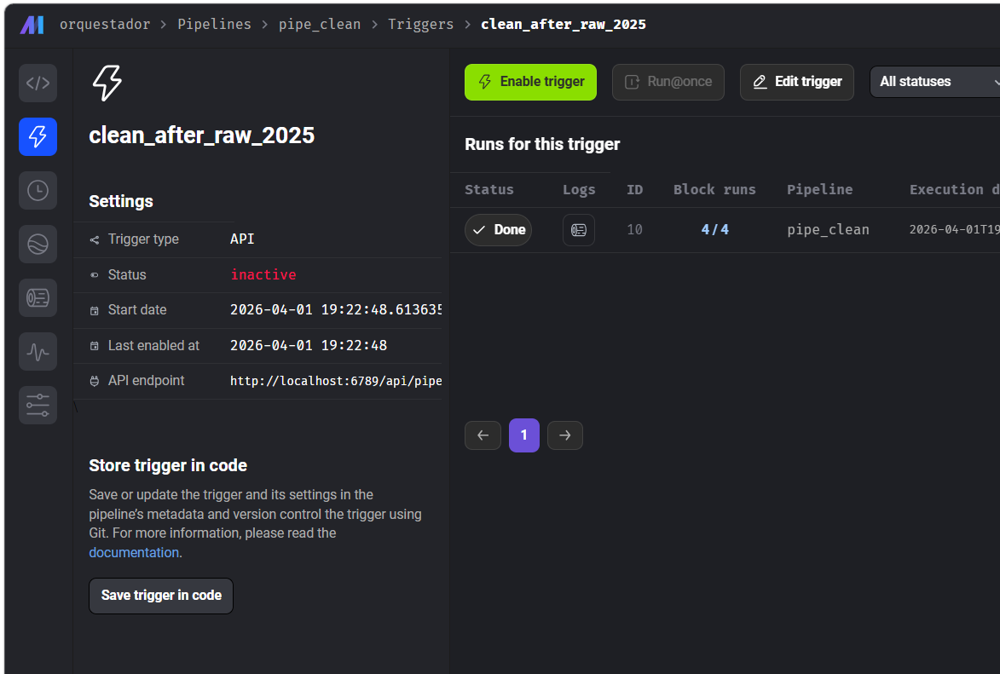 orquestador > Pipelines > pipe_clean > Triggers > clean_after_raw_2025
clean_after_raw_2025
Settings
Trigger type API
Status inactive
Start date 2026-04-01 19:22:48.613635
Last enabled at 2026-04-01 19:22:48
API endpoint http://localhost:6789/api/pipe
\
Store trigger in code
Save or update the trigger and its settings in the
pipeline’s metadata and version control the trigger using
Git. For more information, please read the
documentation.
Save trigger in code
Enable trigger Run@once Edit trigger All statuses
Runs for this trigger
Status Logs ID Block runs Pipeline Execution d
Done 10 4/4 pipe_clean 2026-04-01T19
1